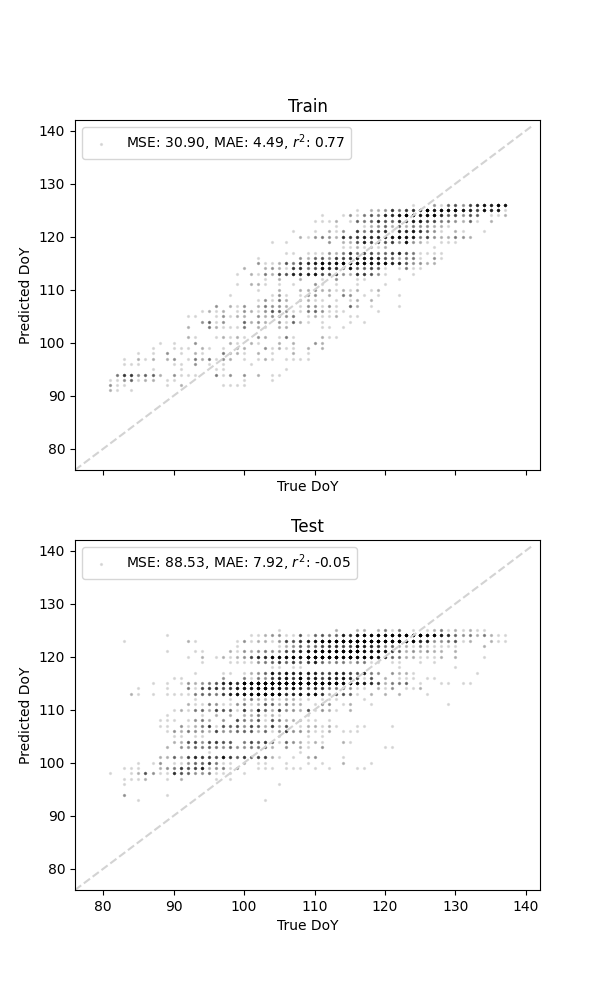 Train
MSE: 30.90, MAE: 4.49, r²: 0.77
140
130
120
110
100
90
80
Predicted DoY
True DoY
Test
MSE: 88.53, MAE: 7.92, r²: -0.05
140
130
120
110
100
90
80
Predicted DoY
80 90 100 110 120 130 140
True DoY